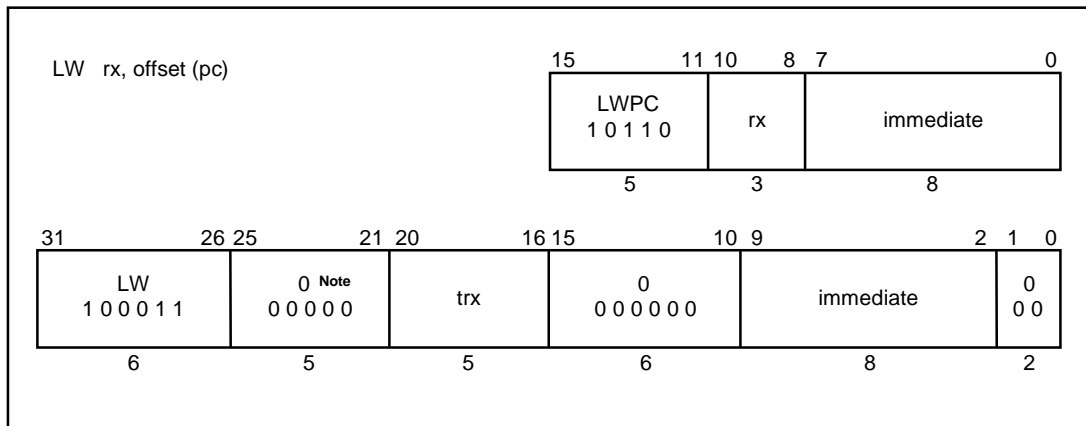 LW rx, offset (pc)
15 11 10 8 7 0
LWPC
1 0 1 1 0
rx
immediate
5 3 8
31 26 25 21 20 16 15 10 9 2 1 0
LW
1 0 0 0 1 1
0 Note
0 0 0 0 0
trx
0
0 0 0 0 0 0
immediate
0
0 0
6 5 5 6 8 2